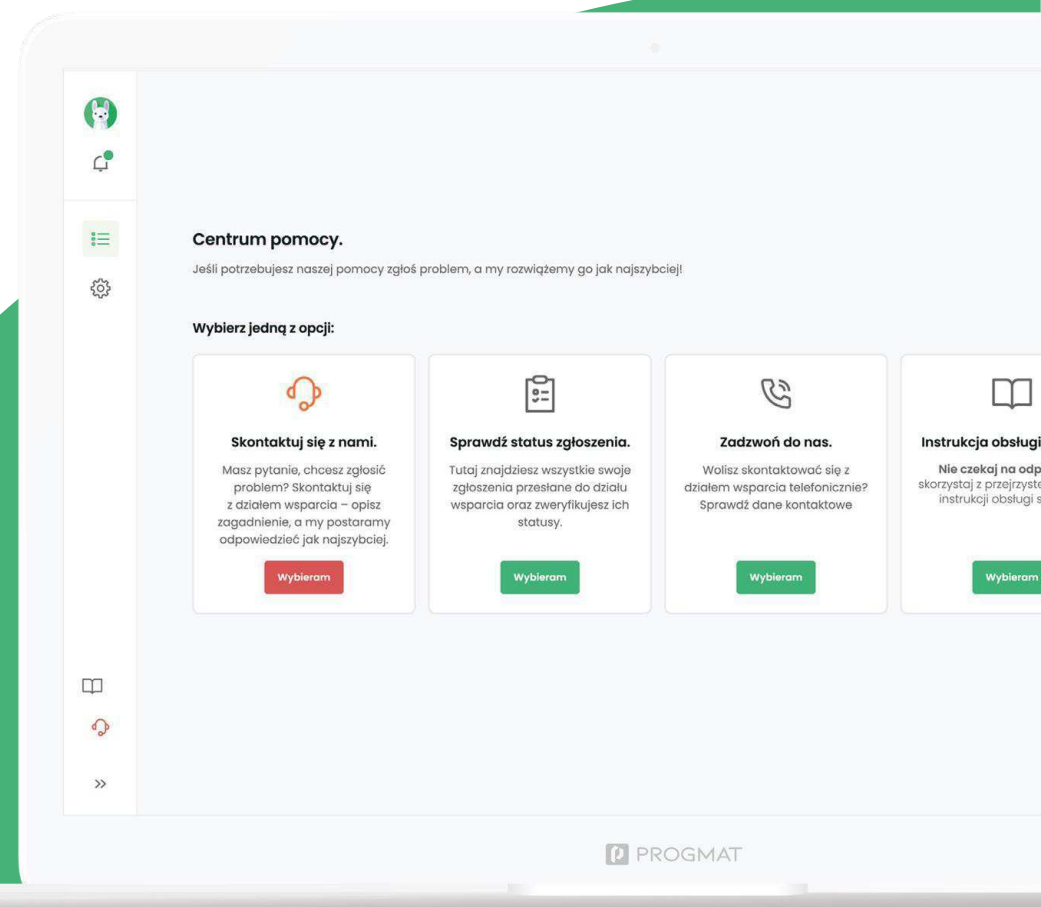 Centrum pomocy.
Jeśli potrzebujesz naszej pomocy zgłoś problem, a my rozwiążemy go jak najszybciej!
Wybierz jedną z opcji:
Skontaktuj się z nami.
Masz pytanie, chcesz zgłosić
problem? Skontaktuj się
z działem wsparcia – opisz
zagadnienie, a my postaramy
odpowiedzieć jak najszybciej.
Wybieram
Sprawdź status zgłoszenia.
Tutaj znajdziesz wszystkie swoje
zgłoszenia przesłane do działu
wsparcia oraz zweryfikujesz ich
statusy.
Wybieram
Zadzwoń do nas.
Wolisz skontaktować się z
działem wsparcia telefonicznie?
Sprawdź dane kontaktowe
Wybieram
Instrukcja obsługi
Nie czekaj na
skorzystaj z
instrukcji obsługi
Wybieram
PROGMAT